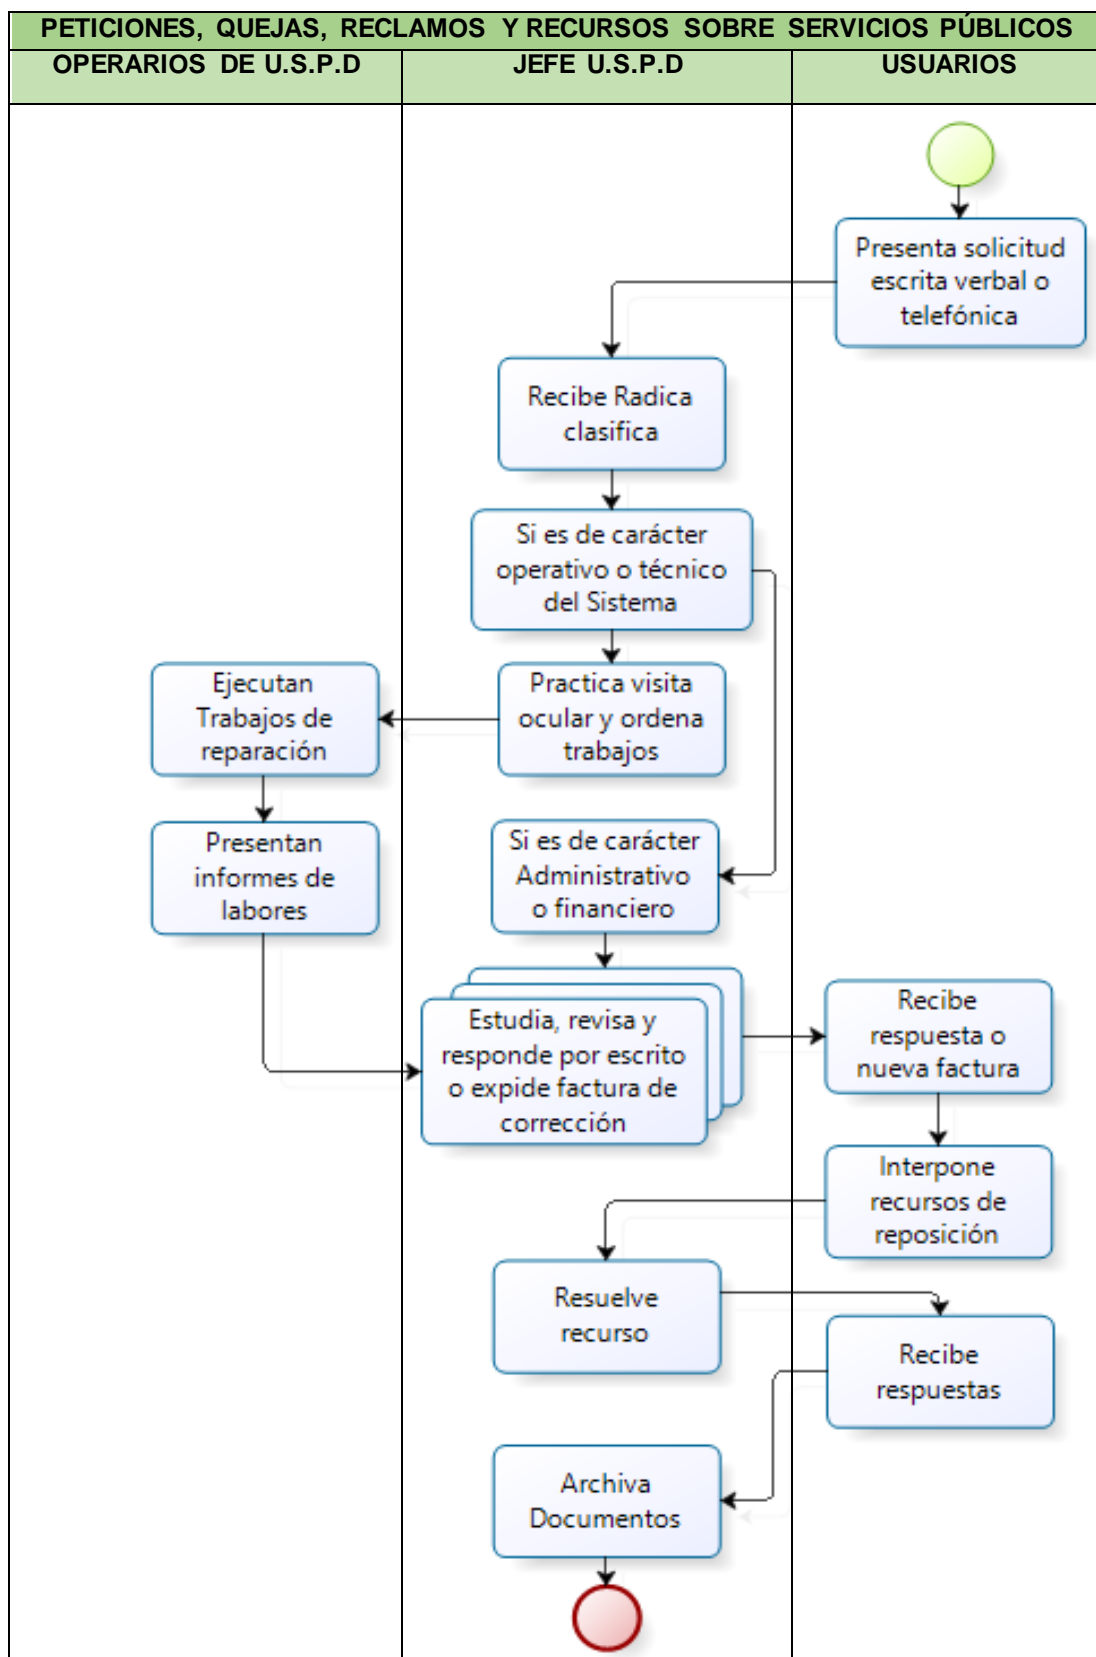 PETICIONES, QUEJAS, RECLAMOS Y RECURSOS SOBRE SERVICIOS PÚBLICOS
OPERARIOS DE U.S.P.D
JEFE U.S.P.D
USUARIOS
Presenta solicitud
escrita verbal o
telefónica
Recibe Radica
clasifica
Si es de carácter
operativo o técnico
del Sistema
Practica visita
ocular y ordena
trabajos
Ejecutan
Trabajos de
reparación
Presentan
informes de
labores
Si es de carácter
Administrativo
o financiero
Estudia, revisa y
responde por escrito
o expide factura de
corrección
Recibe
respuesta o
nueva factura
Interpone
recursos de
reposición
Resuelve
recurso
Recibe
respuestas
Archiva
Documentos